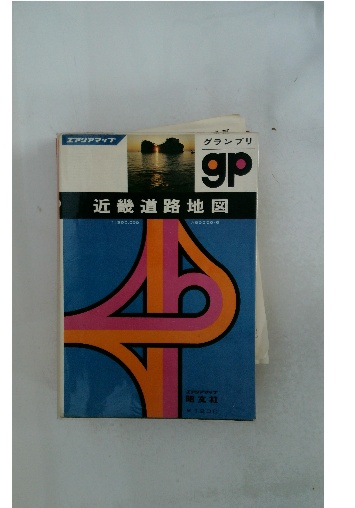 エアリアマップ
グランプリ
gp
近畿道路地図
エアリアマップ
昭文社